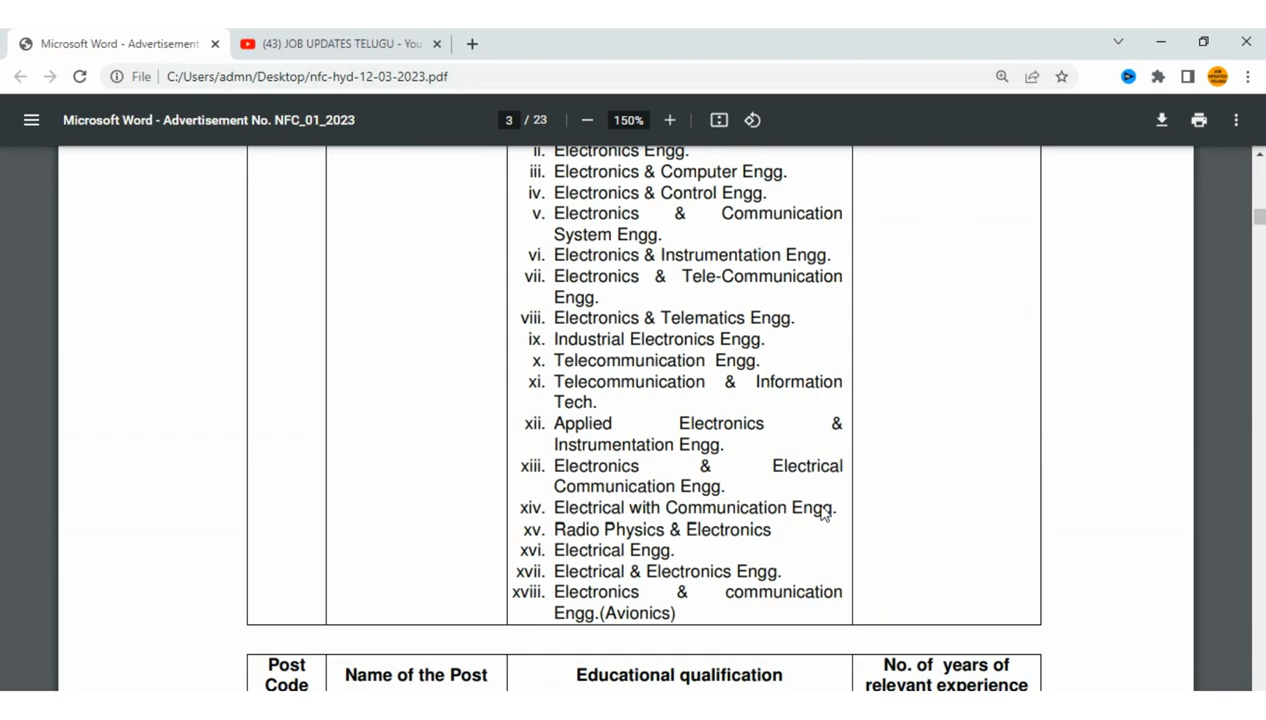 Microsoft Word - Advertisement
(43) JOB UPDATES TELUGU - You
File
C:/Users/admn/Desktop/nfc-hyd-12-03-2023.pdf
Microsoft Word - Advertisement No. NFC_01_2023
3 / 23
150%
ii. Electronics Engg.
iii. Electronics & Computer Engg.
iv. Electronics & Control Engg.
v. Electronics & Communication
System Engg.
vi. Electronics & Instrumentation Engg.
vii. Electronics & Tele-Communication
Engg.
viii. Electronics & Telematics Engg.
ix. Industrial Electronics Engg.
x. Telecommunication Engg.
xi. Telecommunication & Information
Tech.
xii. Applied Electronics &
Instrumentation Engg.
xiii. Electronics & Electrical
Communication Engg.
xiv. Electrical with Communication Engg.
xv. Radio Physics & Electronics
xvi. Electrical Engg.
xvii. Electrical & Electronics Engg.
xviii. Electronics & communication
Engg.(Avionics)
Post
Code
Name of the Post
Educational qualification
No. of years of
relevant experience